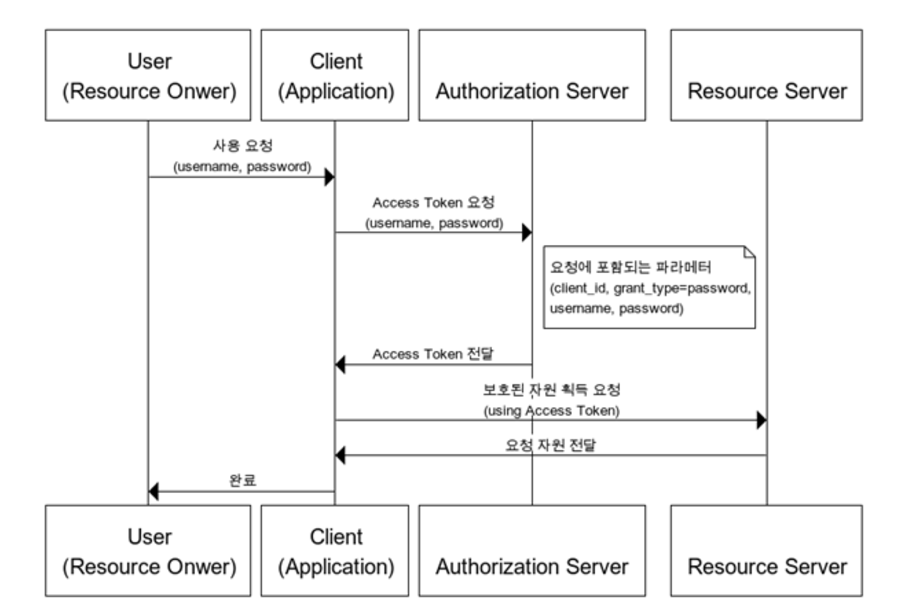 User
(Resource Onwer)
Client
(Application)
Authorization Server
Resource Server
사용 요청
(username, password)
Access Token 요청
(username, password)
요청에 포함되는 파라메터
(client_id, grant_type=password,
username, password)
Access Token 전달
보호된 자원 획득 요청
(using Access Token)
요청 자원 전달
완료
User
(Resource Onwer)
Client
(Application)
Authorization Server
Resource Server